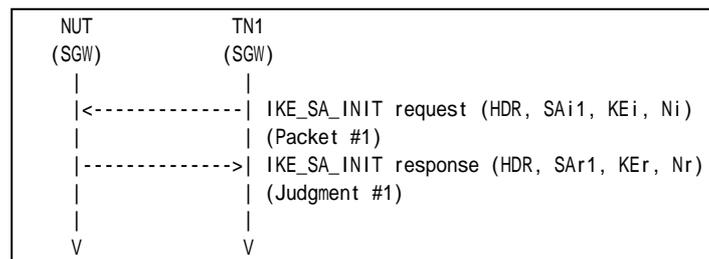 NUT TN1
(SGW) (SGW)
| |
|<--------------| IKE_SA_INIT request (HDR, SAi1, KEi, Ni)
| | (Packet #1)
|-------------->| IKE_SA_INIT response (HDR, SAr1, KEr, Nr)
| | (Judgment #1)
| |
V V